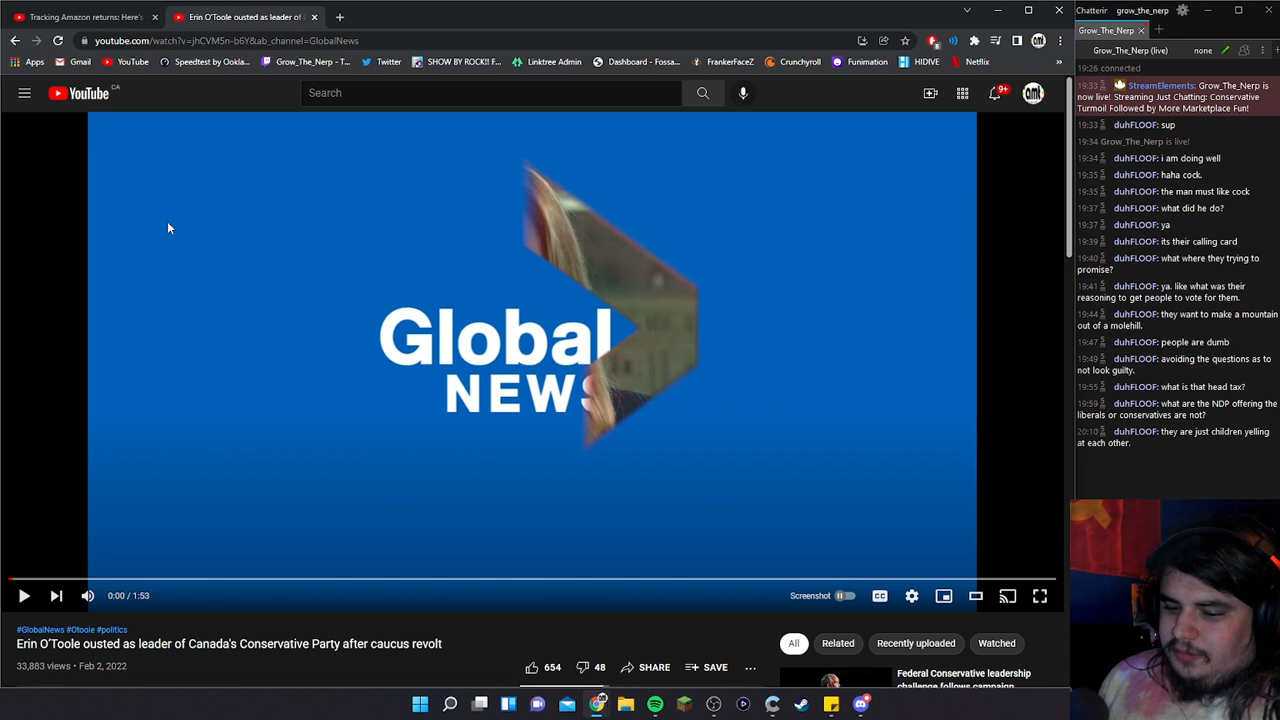 Tracking Amazon returns: Here's
Erin O'Toole ousted as leader of
youtube.com/watch?v=jhCVM5n-b6Y&ab_channel=GlobalNews
Apps
Gmail
YouTube
Speedtest by Ookla...
Grow_The_Nerp - T...
Twitter
SHOW BY ROCK!! F...
Linktree Admin
Dashboard - Fossa...
FrankerFaceZ
Crunchyroll
Funimation
HIDIVE
Netflix
YouTube CA
Search
9+
amk
Global
NEWS
0:00 / 1:53
Screenshot
CC
#GlobalNews #Otoole #politics
Erin O'Toole ousted as leader of Canada's Conservative Party after caucus revolt
33,883 views • Feb 2, 2022
654
48
SHARE
SAVE
All
Related
Recently uploaded
Watched
Federal Conservative leadership
challenge follows campaign
Chatterir
grow_the_nerp
Grow_The_Nerp
Grow_The_Nerp (live)
none
19:26 connected
19:33 StreamElements: Grow_The_Nerp is
now live! Streaming Just Chatting: Conservative
Turmoil Followed by More Marketplace Fun!
19:33 duhFLOOF: sup
19:34 Grow_The_Nerp is live!
19:34 duhFLOOF: i am doing well
19:35 duhFLOOF: haha cock.
19:35 duhFLOOF: the man must like cock
19:37 duhFLOOF: what did he do?
19:37 duhFLOOF: ya
19:39 duhFLOOF: its their calling card
19:40 duhFLOOF: what where they trying to
promise?
19:41 duhFLOOF: ya. like what was their
reasoning to get people to vote for them.
19:44 duhFLOOF: they want to make a mountain
out of a molehill.
19:47 duhFLOOF: people are dumb
19:49 duhFLOOF: avoiding the questions as to
not look guilty.
19:55 duhFLOOF: what is that head tax?
19:59 duhFLOOF: what are the NDP offering the
liberals or conservatives are not?
20:10 duhFLOOF: they are just children yelling
at each other.